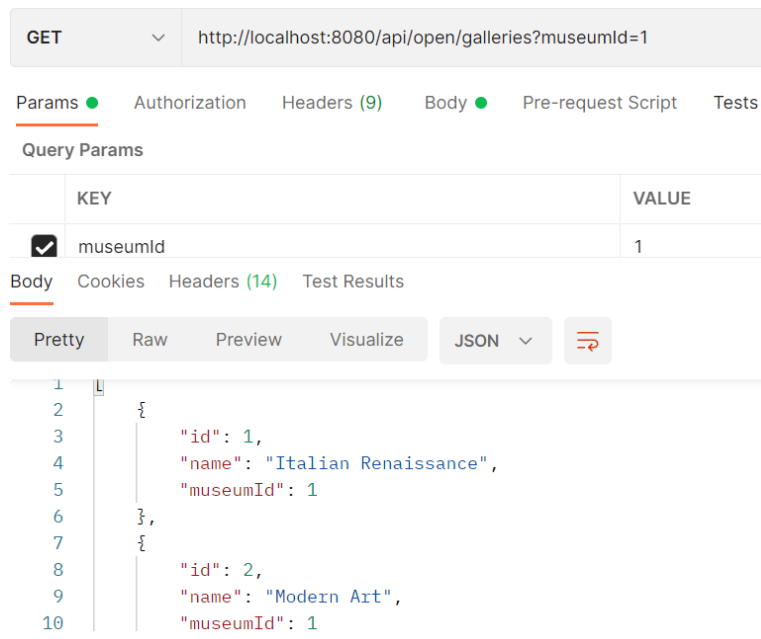 GET http://localhost:8080/api/open/galleries?museumId=1
Params Authorization Headers (9) Body Pre-request Script Tests
Query Params
KEY VALUE
museumId 1
Body Cookies Headers (14) Test Results
Pretty Raw Preview Visualize JSON
1 [
2 {
3 "id": 1,
4 "name": "Italian Renaissance",
5 "museumId": 1
6 },
7 {
8 "id": 2,
9 "name": "Modern Art",
10 "museumId": 1